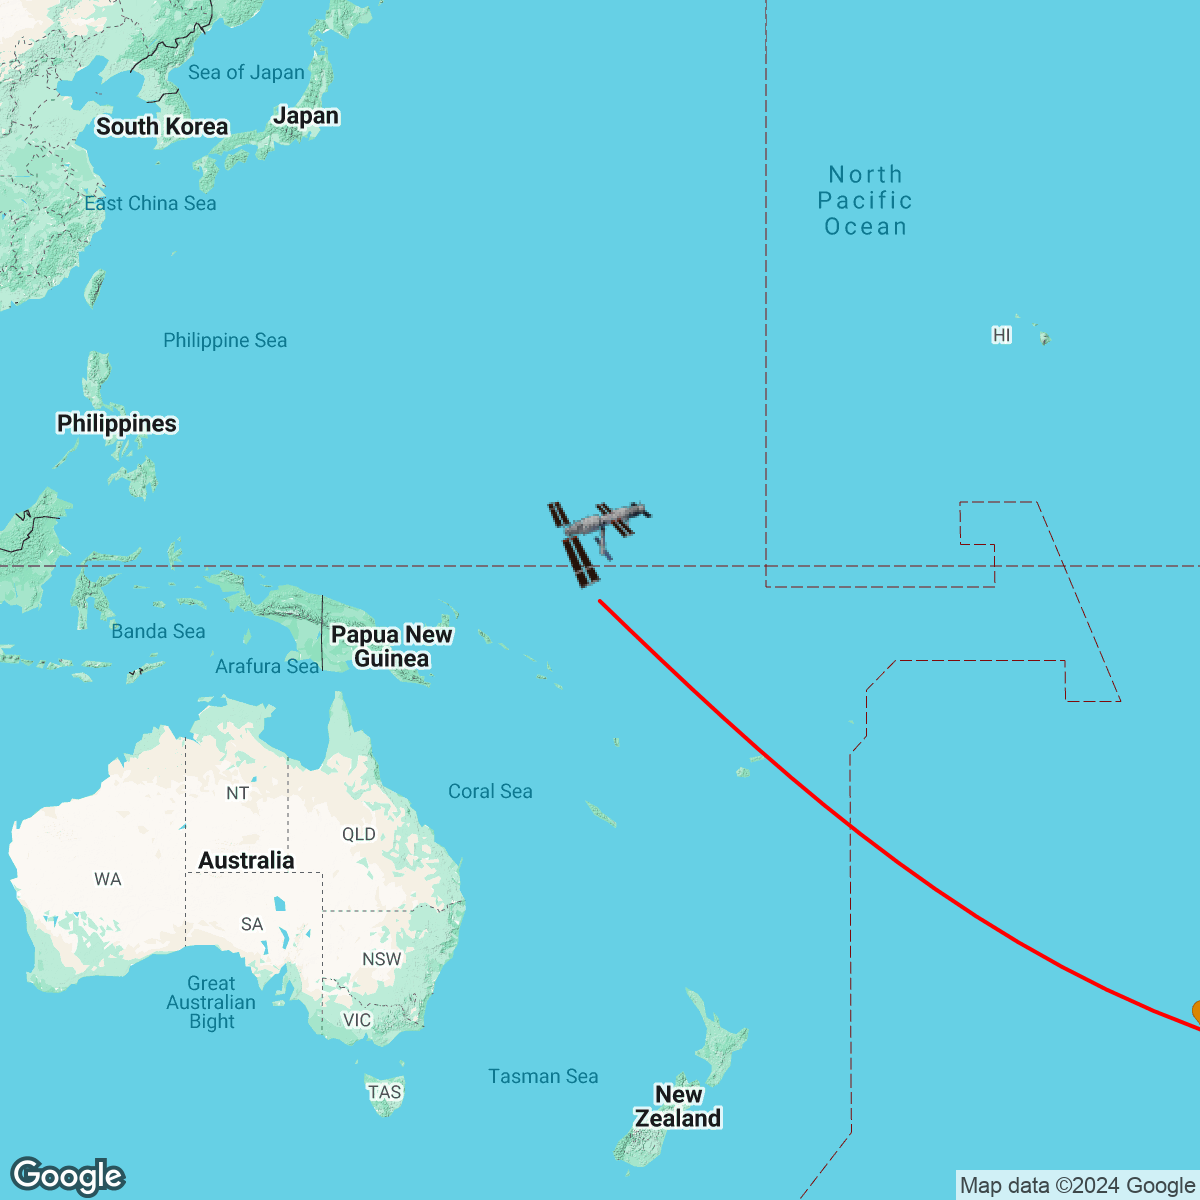 Sea of Japan
Japan
South Korea
North
Pacific
Ocean
East China Sea
Philippine Sea
HI
Philippines
Banda Sea
Papua New
Guinea
Arafura Sea
NT
Coral Sea
QLD
Australia
WA
SA
NSW
Great
Australian
Bight
VIC
Tasman Sea
TAS
New
Zealand
Google
Map data ©2024 Google